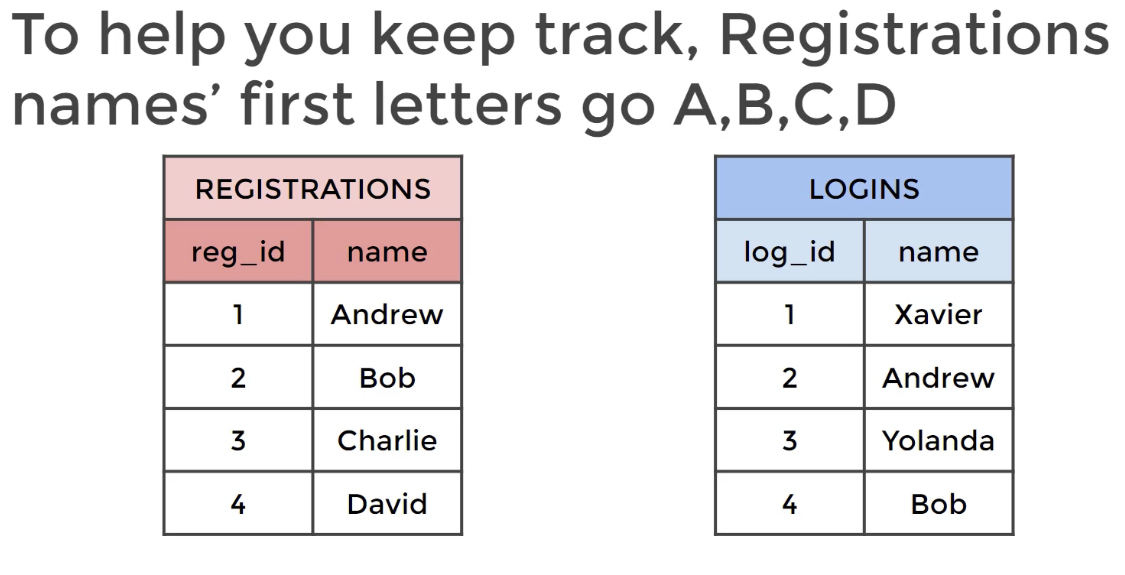 To help you keep track, Registrations
names’ first letters go A,B,C,D
REGISTRATIONS
reg_id name
1 Andrew
2 Bob
3 Charlie
4 David
LOGINS
log_id name
1 Xavier
2 Andrew
3 Yolanda
4 Bob